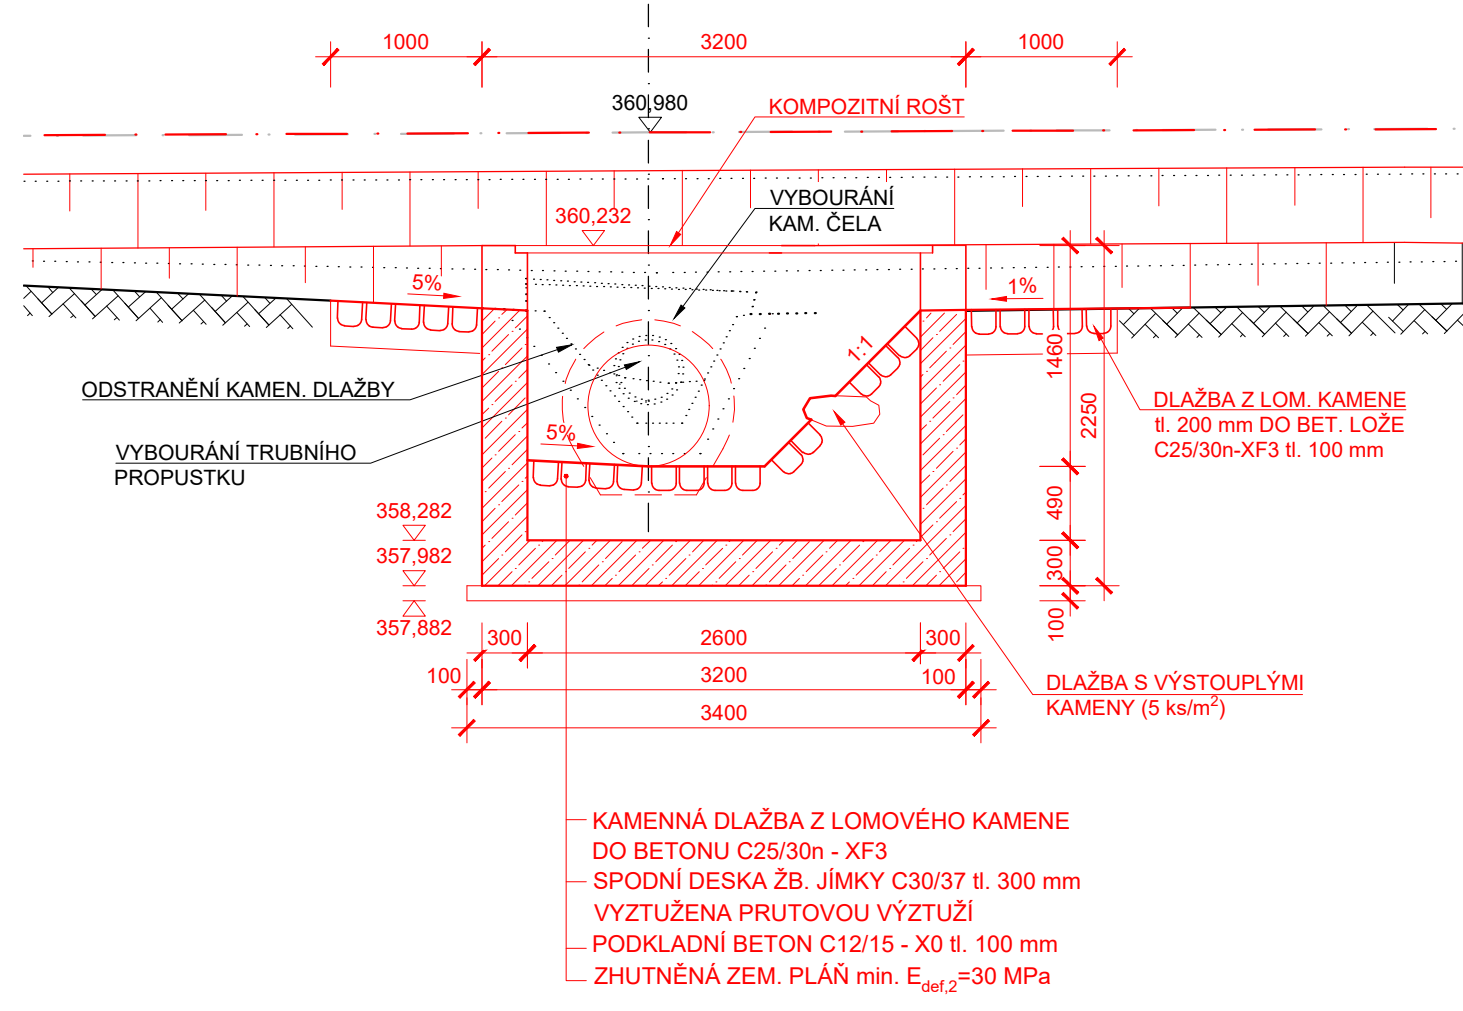 1000
3200
1000
360,980
KOMPOZITNÍ ROŠT
VYBOURÁNÍ
KAM. ČELA
360,232
5%
1%
1:1
1460
2250
ODSTRANĚNÍ KAMEN. DLAŽBY
DLAŽBA Z LOM. KAMENE
tl. 200 mm DO BET. LOŽE
C25/30n-XF3 tl. 100 mm
5%
VYBOURÁNÍ TRUBNÍHO
PROPUSTKU
490
358,282
357,982
300
357,882
100
300
2600
300
100
3200
100
3400
DLAŽBA S VÝSTOUPLÝMI
KAMENY (5 ks/m²)
KAMENNÁ DLAŽBA Z LOMOVÉHO KAMENE
DO BETONU C25/30n - XF3
SPODNÍ DESKA ŽB. JÍMKY C30/37 tl. 300 mm
VYZTUŽENA PRUTOVOU VÝZTUŽÍ
PODKLADNÍ BETON C12/15 - X0 tl. 100 mm
ZHUTNĚNÁ ZEM. PLÁŇ min. Edef,2=30 MPa